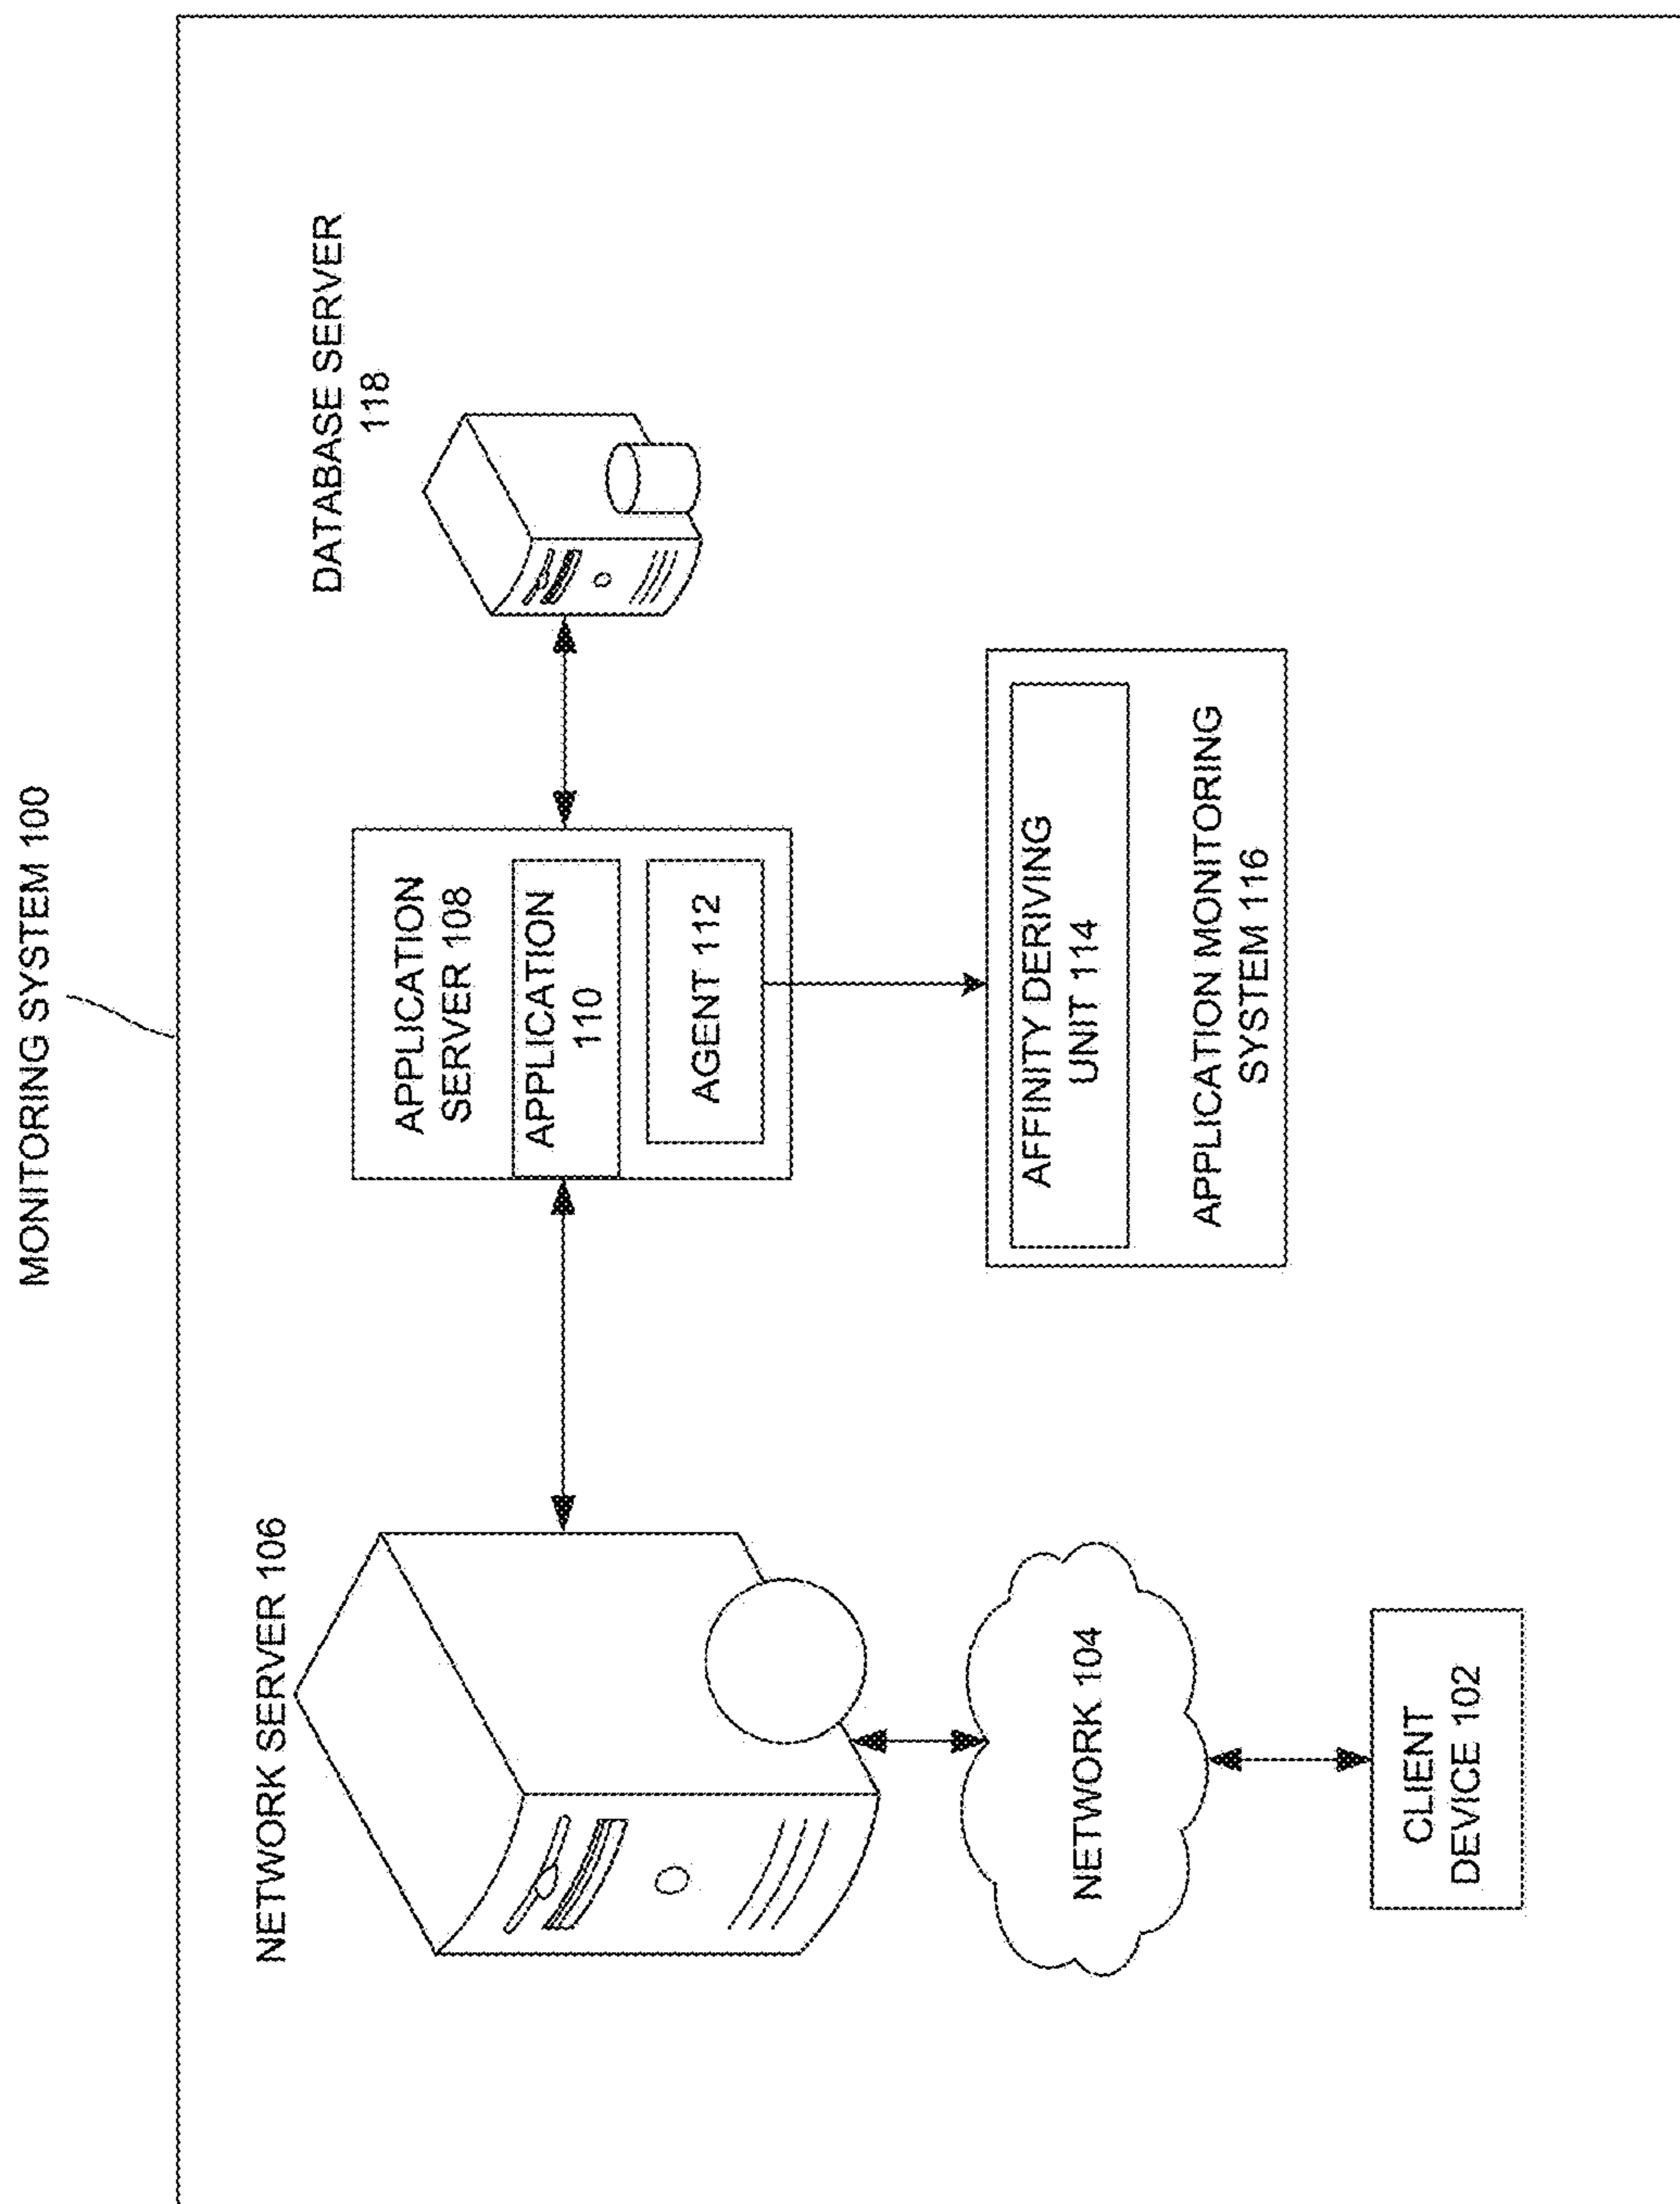 MONITORING SYSTEM 100
NETWORK SERVER 106
DATABASE SERVER
118
APPLICATION
SERVER 108
APPLICATION
110
AGENT 112
AFFINITY DERIVING
UNIT 114
APPLICATION MONITORING
SYSTEM 116
NETWORK 104
CLIENT
DEVICE 102